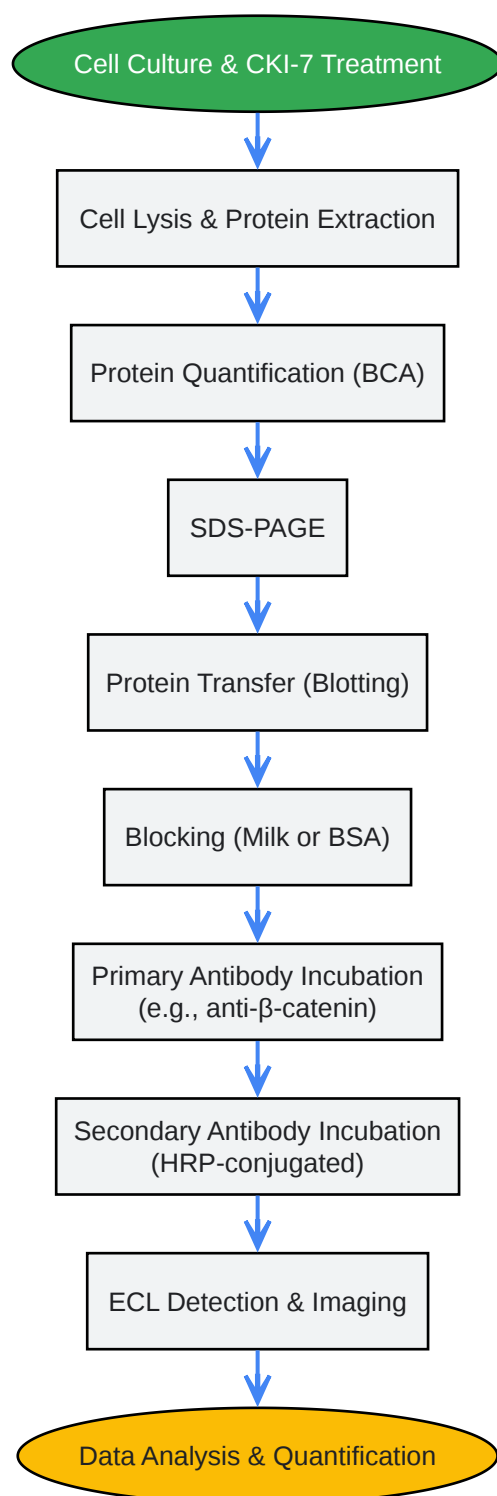 Cell Culture & CKI-7 Treatment
Cell Lysis & Protein Extraction
Protein Quantification (BCA)
SDS-PAGE
Protein Transfer (Blotting)
Blocking (Milk or BSA)
Primary Antibody Incubation
(e.g., anti-β-catenin)
Secondary Antibody Incubation
(HRP-conjugated)
ECL Detection & Imaging
Data Analysis & Quantification